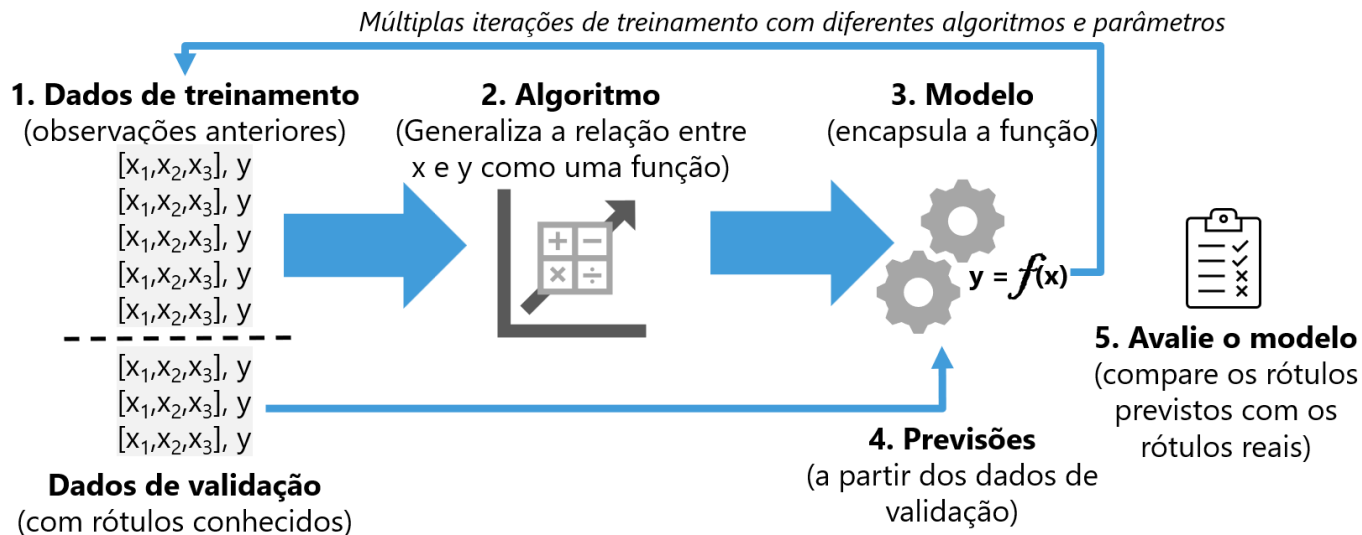 Múltiplas iterações de treinamento com diferentes algoritmos e parâmetros
1. Dados de treinamento
(observações anteriores)
[x₁,x₂,x₃], y
[x₁,x₂,x₃], y
[x₁,x₂,x₃], y
[x₁,x₂,x₃], y
[x₁,x₂,x₃], y
[x₁,x₂,x₃], y
[x₁,x₂,x₃], y
[x₁,x₂,x₃], y
Dados de validação
(com rótulos conhecidos)
2. Algoritmo
(Generaliza a relação entre
x e y como uma função)
+ −
× ÷
3. Modelo
(encapsula a função)
y = f(x)
4. Previsões
(a partir dos dados de
validação)
5. Avalie o modelo
(compare os rótulos
previstos com os
rótulos reais)